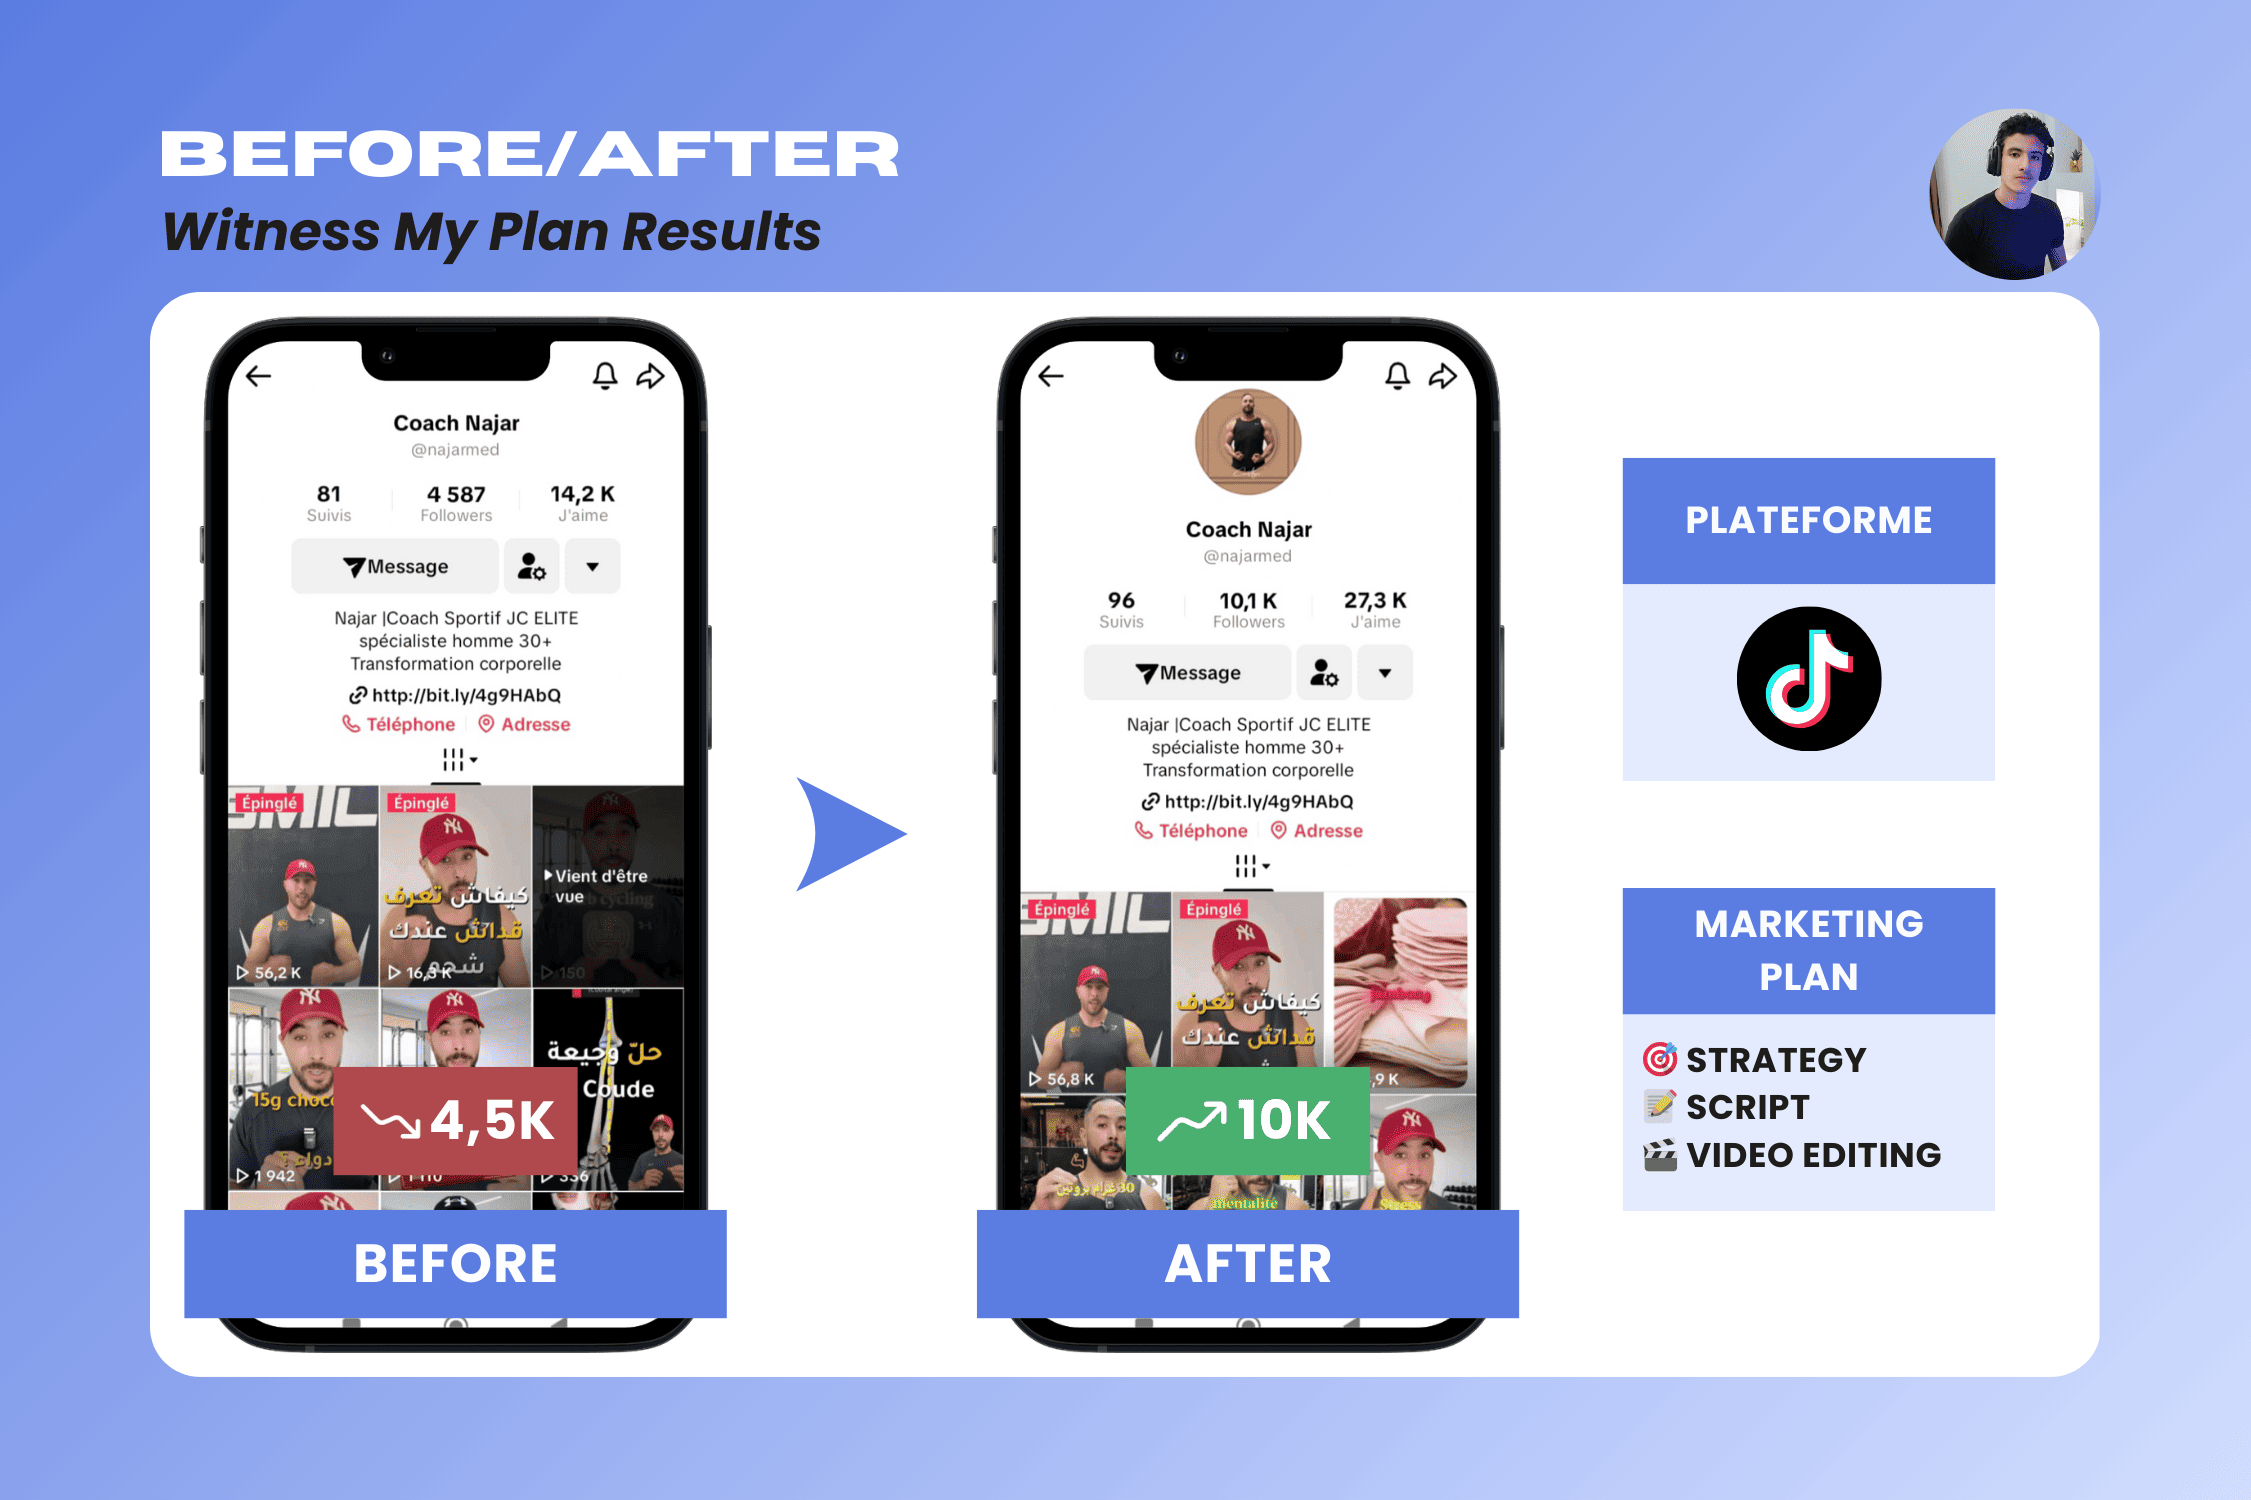 BEFORE/AFTER
Witness My Plan Results
Coach Najar
@najarmed
81
4 587
14,2 K
Suivis
Followers
J'aime
Message
Najar |Coach Sportif JC ELITE
spécialiste homme 30+
Transformation corporelle
http://bit.ly/4g9HAbQ
Téléphone
Adresse
Épinglé
Épinglé
Vient d'être
vue
كيفاش تعرف
قداش عندك
شحم
56,2 K
16,3 K
150
حلّ وجيعة
Coude
15g
1 942
336
4,5K
BEFORE
Coach Najar
@najarmed
96
10,1 K
27,3 K
Suivis
Followers
J'aime
Message
Najar |Coach Sportif JC ELITE
spécialiste homme 30+
Transformation corporelle
http://bit.ly/4g9HAbQ
Téléphone
Adresse
Épinglé
Épinglé
كيفاش تعرف
قداش عندك
56,8 K
,9 K
30 غرام بروتين
Mentalité
Stress
10K
AFTER
PLATEFORME
MARKETING
PLAN
STRATEGY
SCRIPT
VIDEO EDITING